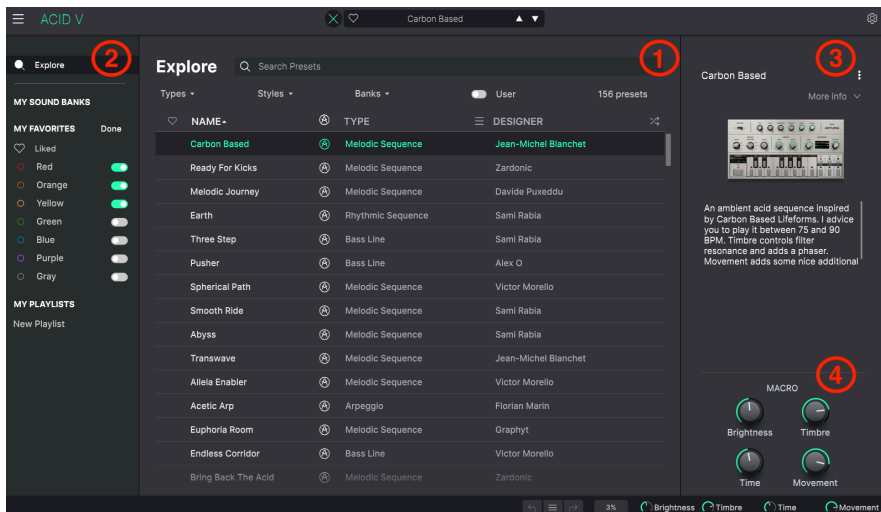 ACID V
Carbon Based
1
2
3
4
Explore
MY SOUND BANKS
MY FAVORITES Done
Liked
Red
Orange
Yellow
Green
Blue
Purple
Gray
MY PLAYLISTS
New Playlist
Explore
Search Presets
Types Styles Banks User 156 presets
NAME TYPE DESIGNER
Carbon Based Melodic Sequence Jean-Michel Blanchet
Ready For Kicks Melodic Sequence Zardonic
Melodic Journey Melodic Sequence Davide Puxeddu
Earth Rhythmic Sequence Sami Rabia
Three Step Bass Line Sami Rabia
Pusher Bass Line Alex O
Spherical Path Melodic Sequence Victor Morello
Smooth Ride Melodic Sequence Sami Rabia
Abyss Melodic Sequence Sami Rabia
Transwave Melodic Sequence Jean-Michel Blanchet
Allela Enabler Melodic Sequence Victor Morello
Acetic Arp Arpeggio Florian Marin
Euphoria Room Melodic Sequence Graphyt
Endless Corridor Bass Line Victor Morello
Bring Back The Acid Melodic Sequence Zardonic
Carbon Based
More info
An ambient acid sequence inspired
by Carbon Based Lifeforms. I advice
you to play it between 75 and 90
BPM. Timbre controls filter
resonance and adds a phaser.
Movement adds some nice additional
MACRO
Brightness Timbre
Time Movement
3% Brightness Timbre Time Movement